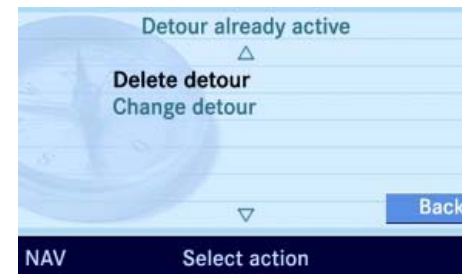 Detour already active
Delete detour
Change detour
Back
NAV Select action